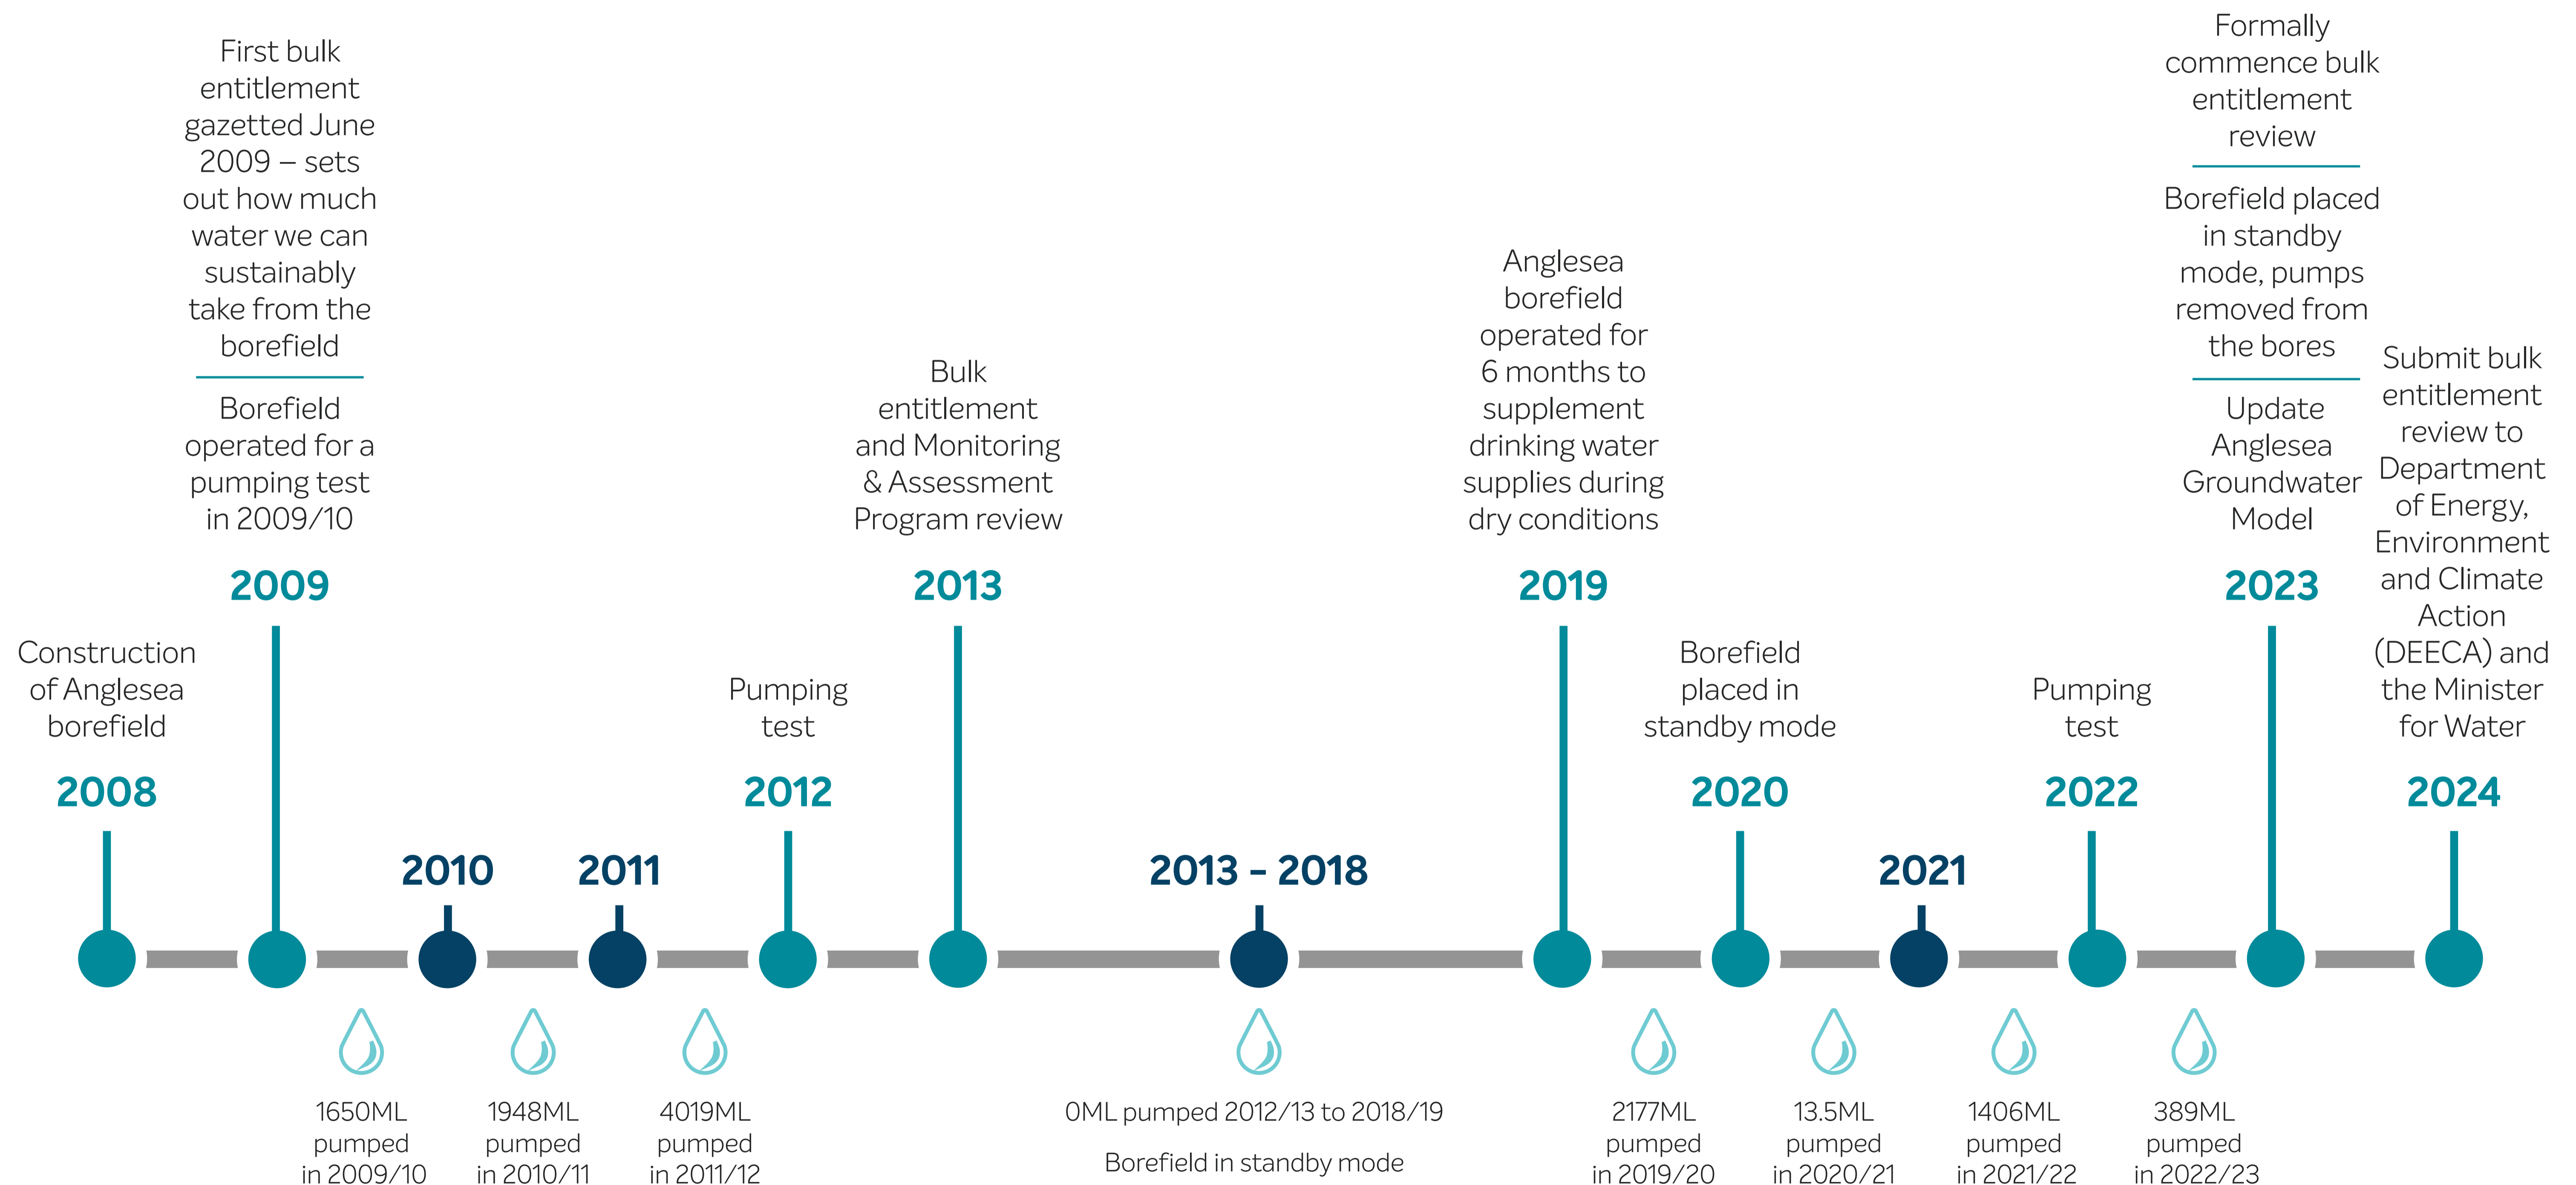 Construction
of Anglesea
borefield
2008
First bulk
entitlement
gazetted June
2009 – sets
out how much
water we can
sustainably
take from the
borefield
Borefield
operated for a
pumping test
in 2009/10
2009
2010
2011
Pumping
test
2012
Bulk
entitlement
and Monitoring
& Assessment
Program review
2013
2013 – 2018
Anglesea
borefield
operated for
6 months to
supplement
drinking water
supplies during
dry conditions
2019
Borefield
placed in
standby mode
2020
2021
Pumping
test
2022
Formally
commence bulk
entitlement
review
Borefield placed
in standby
mode, pumps
removed from
the bores
Update
Anglesea
Groundwater
Model
2023
Submit bulk
entitlement
review to
Department
of Energy,
Environment
and Climate
Action
(DEECA) and
the Minister
for Water
2024
1650ML
pumped
in 2009/10
1948ML
pumped
in 2010/11
4019ML
pumped
in 2011/12
0ML pumped 2012/13 to 2018/19
Borefield in standby mode
2177ML
pumped
in 2019/20
13.5ML
pumped
in 2020/21
1406ML
pumped
in 2021/22
389ML
pumped
in 2022/23